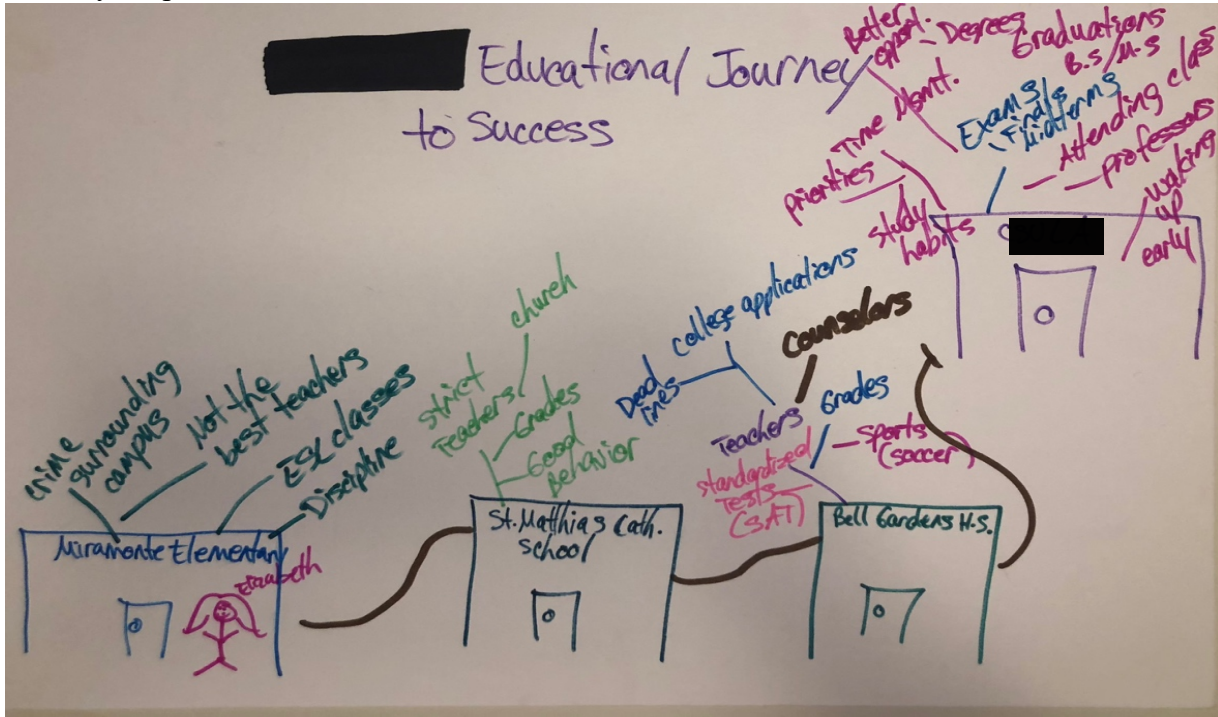 Educational Journey
to Success
Better
opport.
- Degrees
Graduations
B.S/M.S
Exams
Finals
Midterms
Attending class
professors
waking
up
early
Time Mgmt.
priorities
study
habits
college applications
Dead
lines
Counselors
Teachers
Grades
sports
(soccer)
standardized
Tests
(SAT)
Bell Gardens H.S.
church
strict
Teachers
Grades
Good
Behavior
St. Matthias Cath.
School
crime
surrounding
campus
Not the
best teachers
ESL classes
Discipline
Miramonte Elementary
Elizabeth